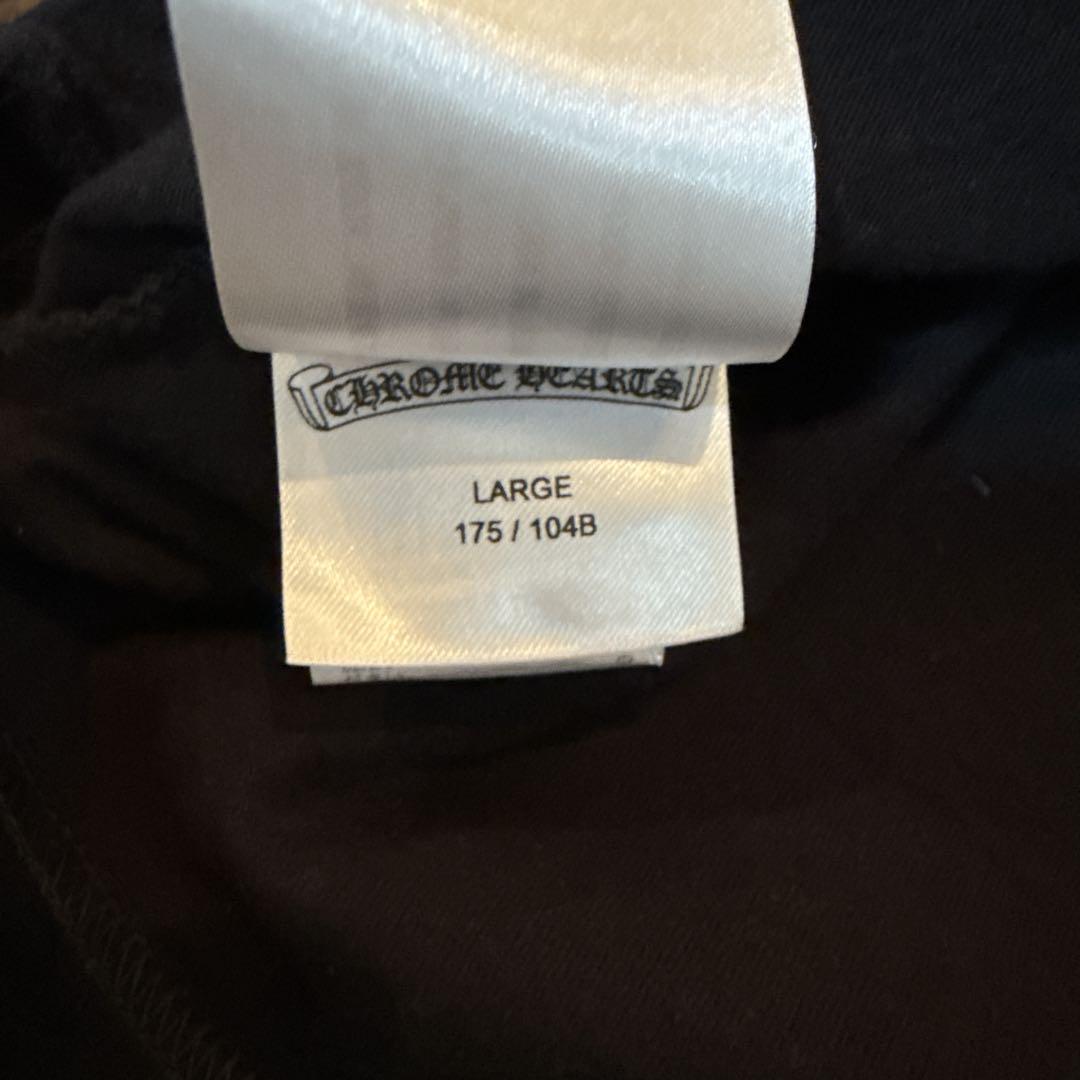 CHROME HEARTS
LARGE
175 / 104B